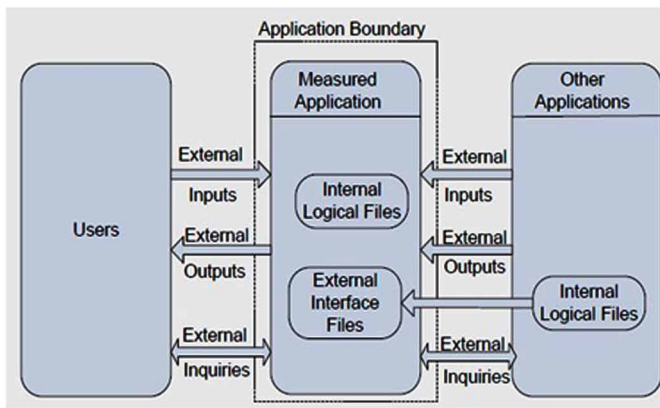 Application Boundary
Measured
Application
Other
Applications
Users
External
Inputs
External
Outputs
External
Inquiries
Internal
Logical Files
External
Interface
Files
External
Inputs
External
Outputs
External
Inquiries
Internal
Logical Files